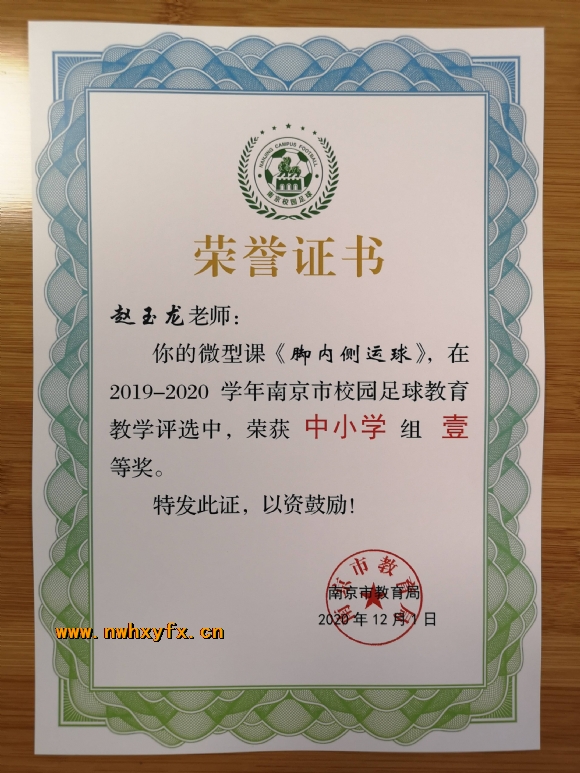 NANJING CAMPUS FOOTBALL
南京校园足球
荣誉证书
赵玉龙老师：
你的微型课《脚内侧运球》，在
2019–2020 学年南京市校园足球教育
教学评选中，荣获 中小学 组 壹
等奖。
特发此证，以资鼓励！
南京市教育局
南京市教育局
2020 年 12 月 1 日
www.nwhxyfx.cn